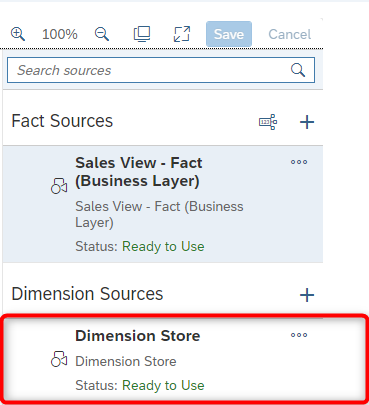 100%
Save
Cancel
Search sources
Fact Sources
123
Sales View - Fact
(Business Layer)
Sales View - Fact (Business
Layer)
Status: Ready to Use
Dimension Sources
Dimension Store
Dimension Store
Status: Ready to Use